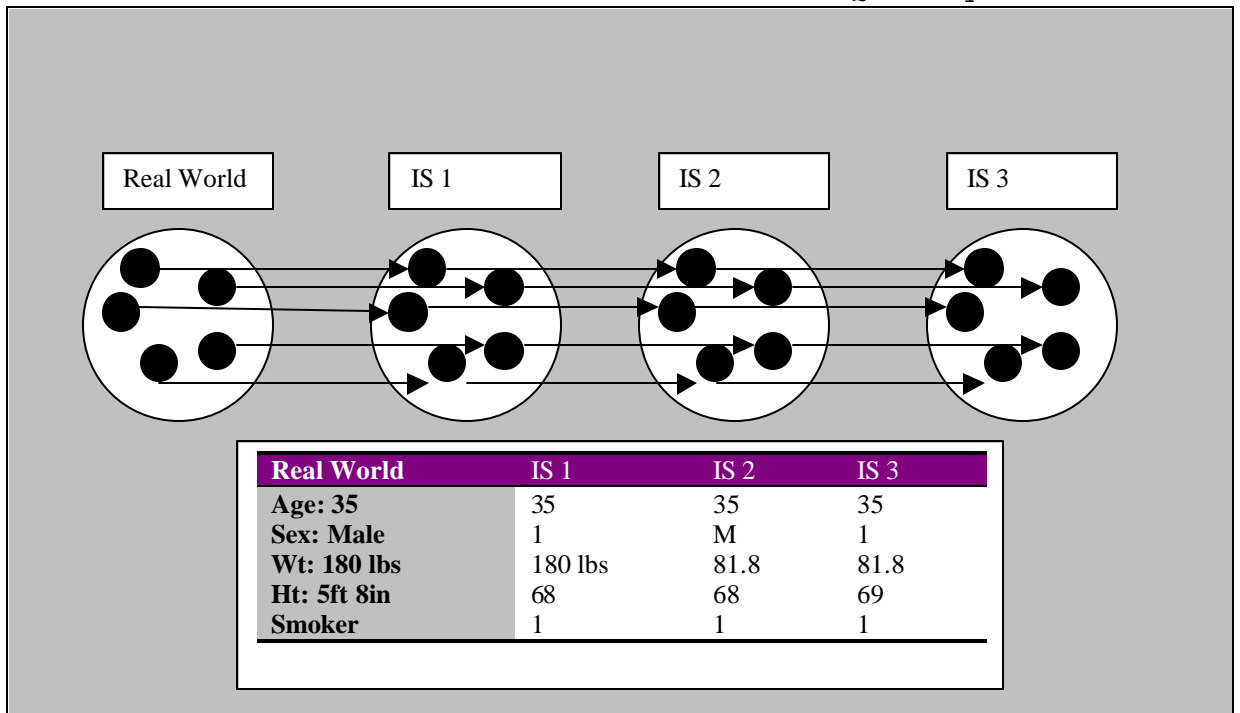 Real World IS 1 IS 2 IS 3
Real World IS 1 IS 2 IS 3
Age: 35 35 35 35
Sex: Male 1 M 1
Wt: 180 lbs 180 lbs 81.8 81.8
Ht: 5ft 8in 68 68 69
Smoker 1 1 1